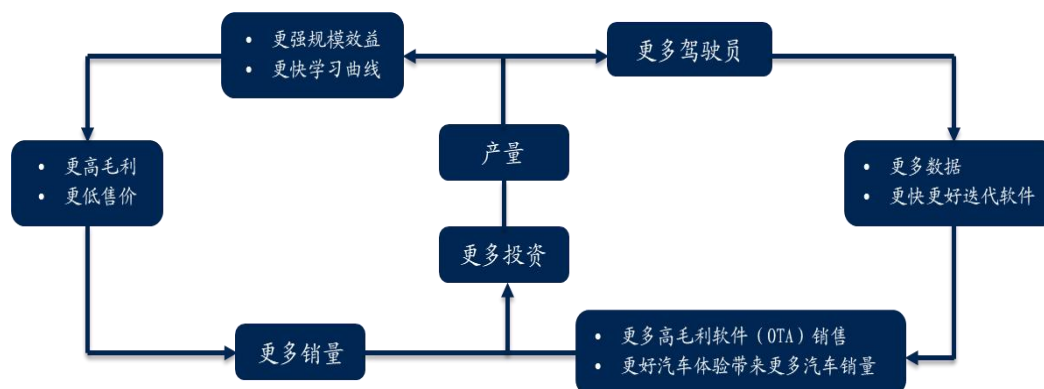 更强规模效益
更快学习曲线
更多驾驶员
产量
更高毛利
更低售价
更多数据
更快更好迭代软件
更多投资
更多销量
更多高毛利软件（OTA）销售
更好汽车体验带来更多汽车销量